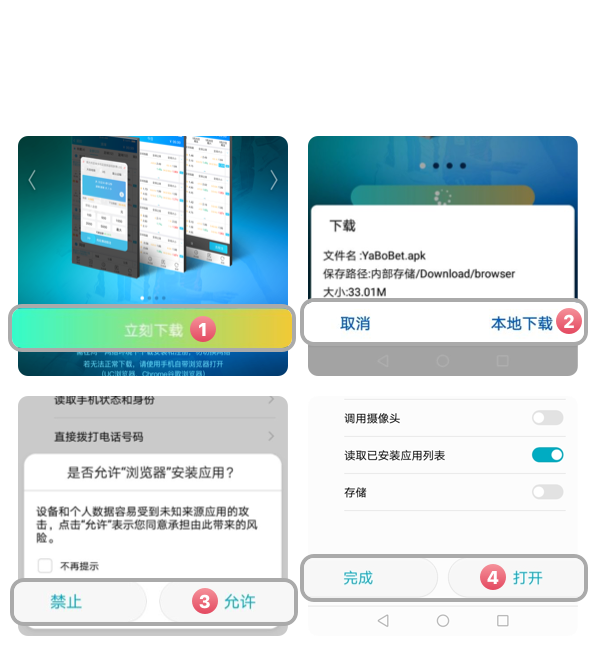 立刻下载 1
若无法正常下载，请使用手机自带浏览器打开
（UC浏览器、Chrome谷歌浏览器）
下载
文件名 :YaBoBet.apk
保存路径:内部存储/Download/browser
大小:33.01M
取消
本地下载 2
读取手机状态和身份
直接拨打电话号码
是否允许“浏览器”安装应用？
设备和个人数据容易受到未知来源应用的攻
击，点击“允许”表示您同意承担由此带来的风
险。
不再提示
禁止
3 允许
调用摄像头
读取已安装应用列表
存储
完成
4 打开